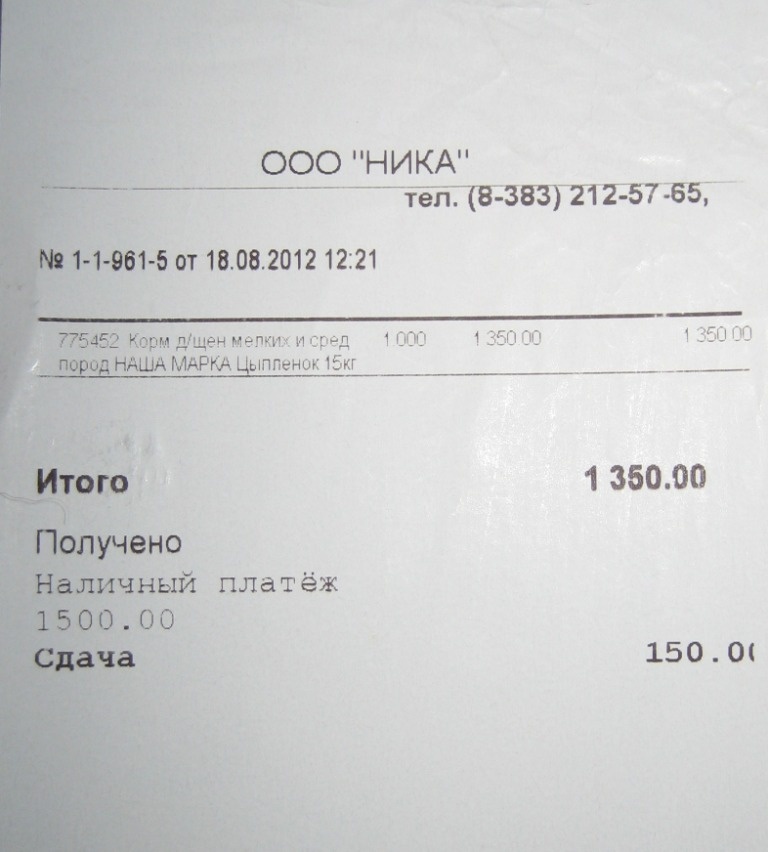 ООО "НИКА"
тел. (8-383) 212-57-65,
№ 1-1-961-5 от 18.08.2012 12:21
775452 Корм д/щен мелких и сред 1.000 1 350.00 1 350.00
пород НАША МАРКА Цыпленок 15кг
Итого 1 350.00
Получено
Наличный платёж
1500.00
Сдача 150.0